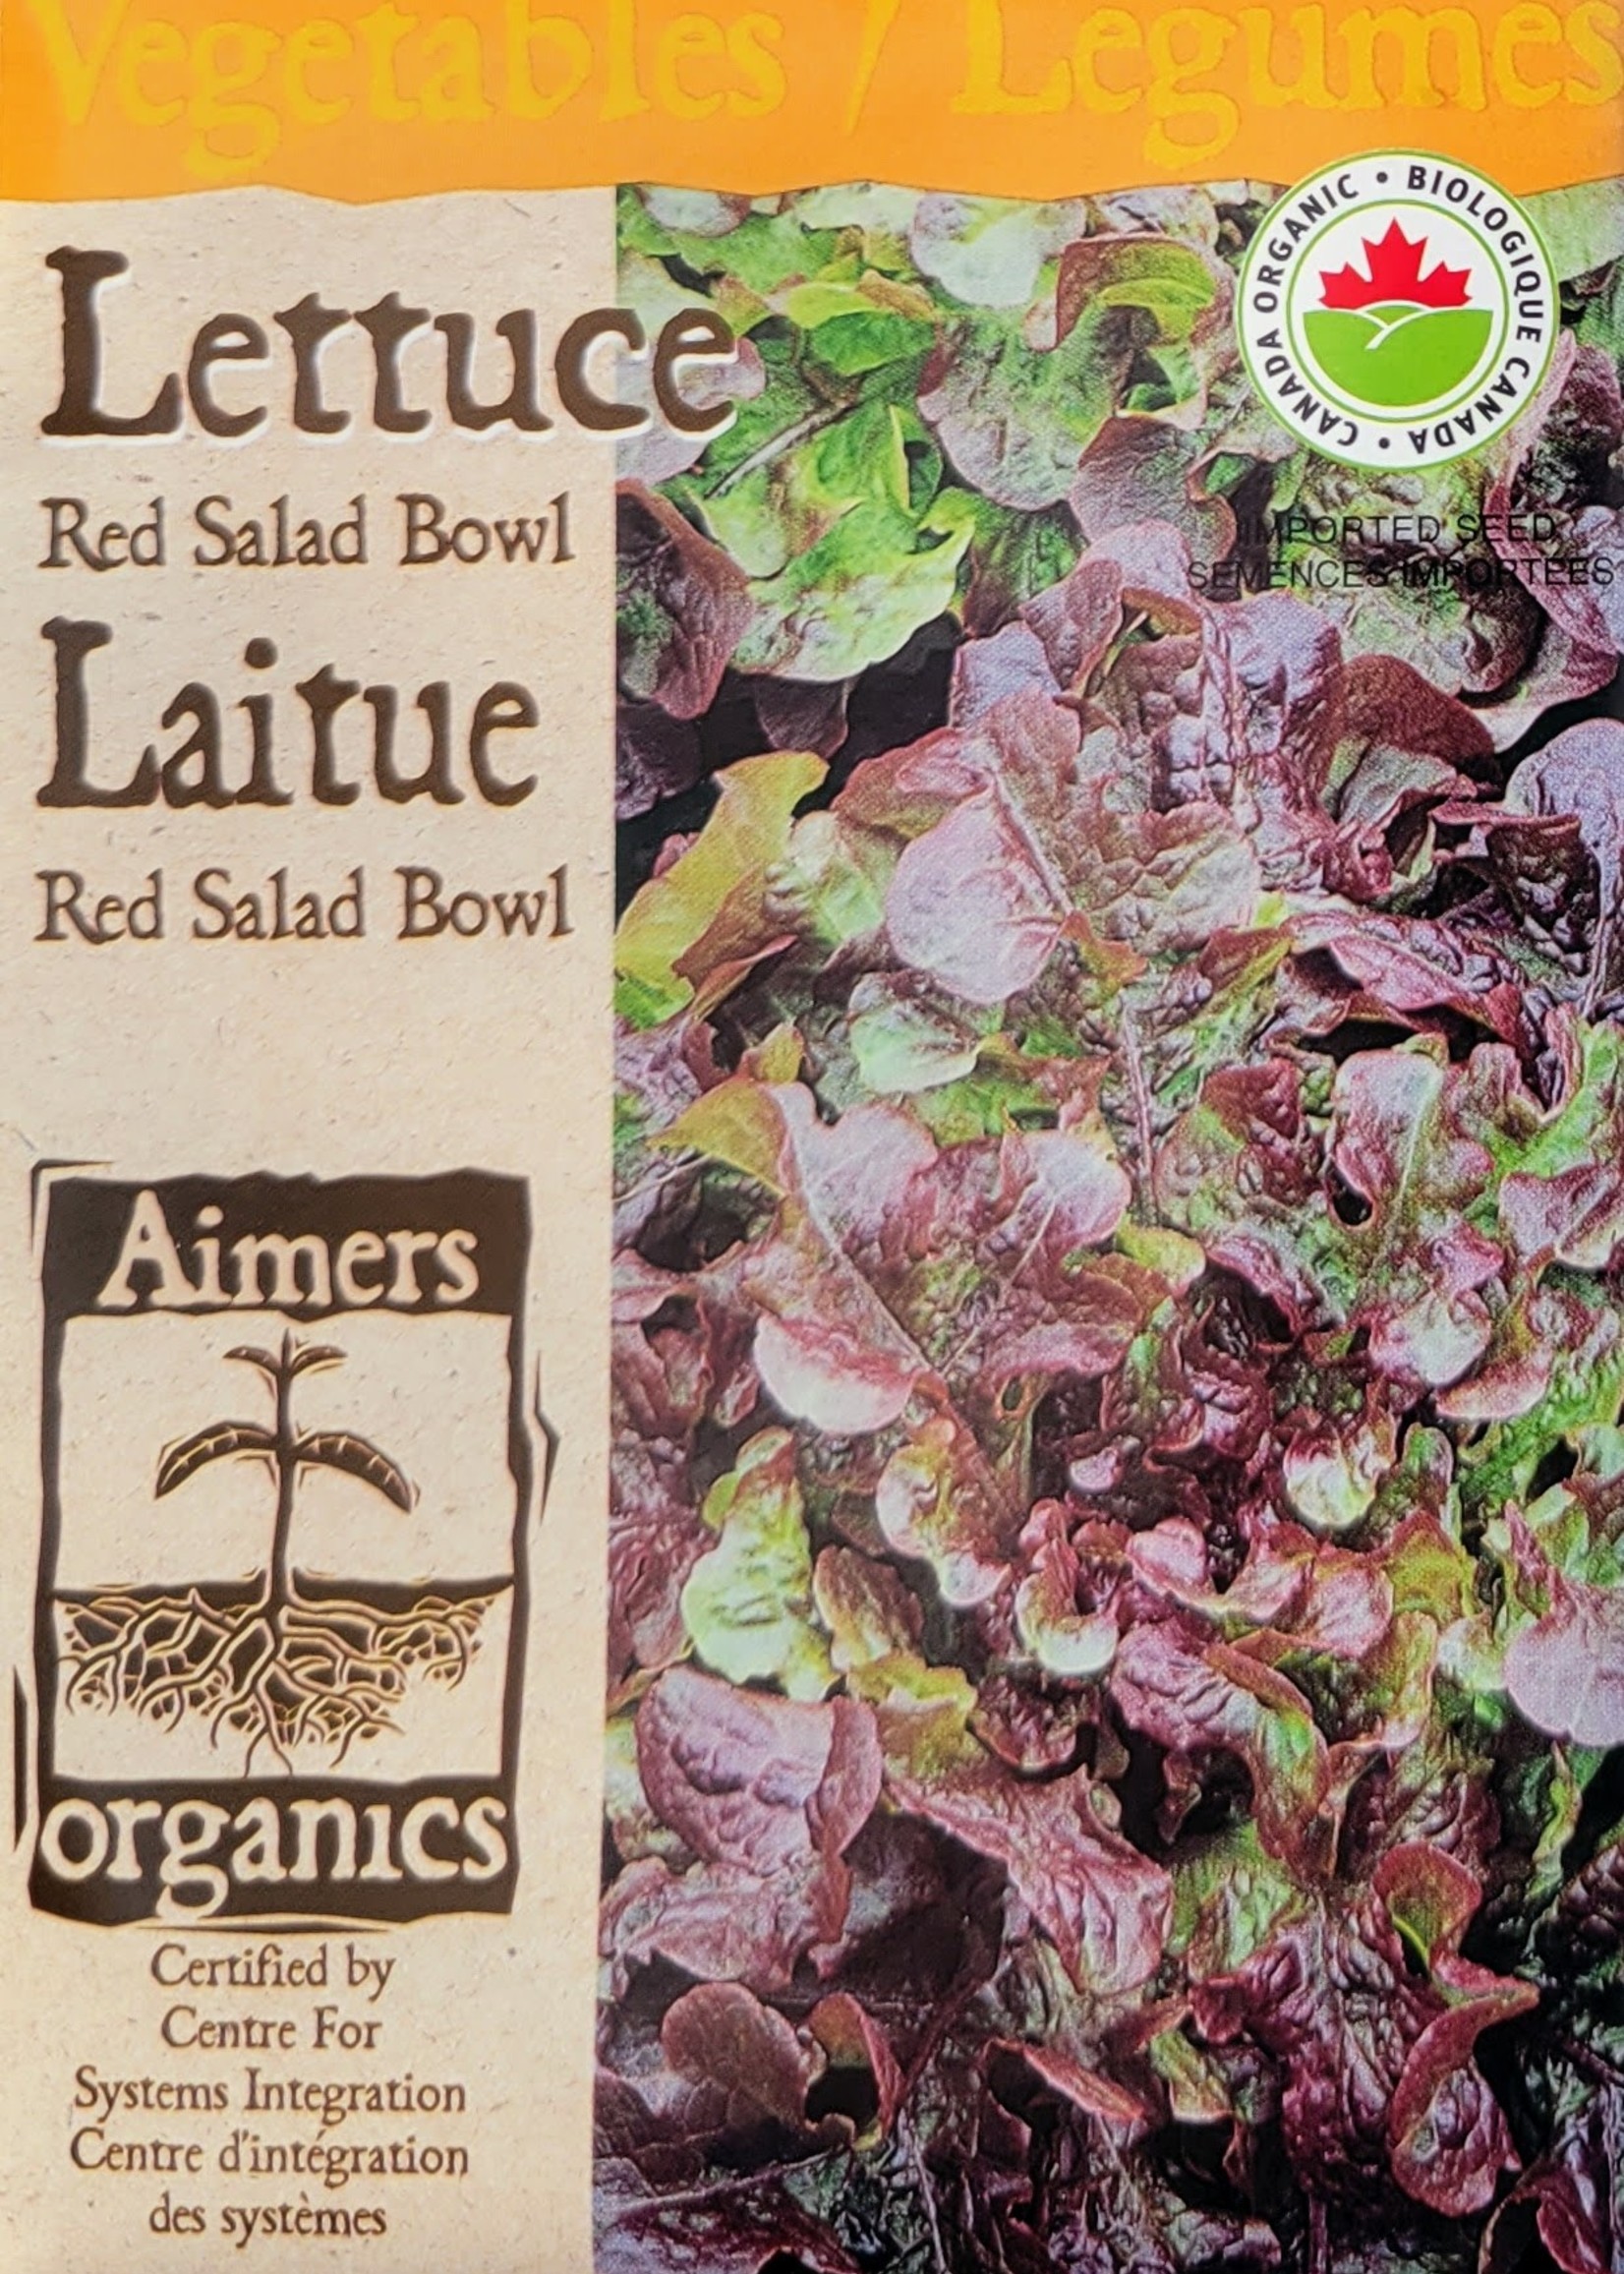 Vegetables / Legumes
CANADA ORGANIC • BIOLOGIQUE CANADA •
Lettuce
Red Salad Bowl
IMPORTED SEED
SEMENCES IMPORTEES
Laitue
Red Salad Bowl
Aimers
organics
Certified by
Centre For
Systems Integration
Centre d'intégration
des systèmes